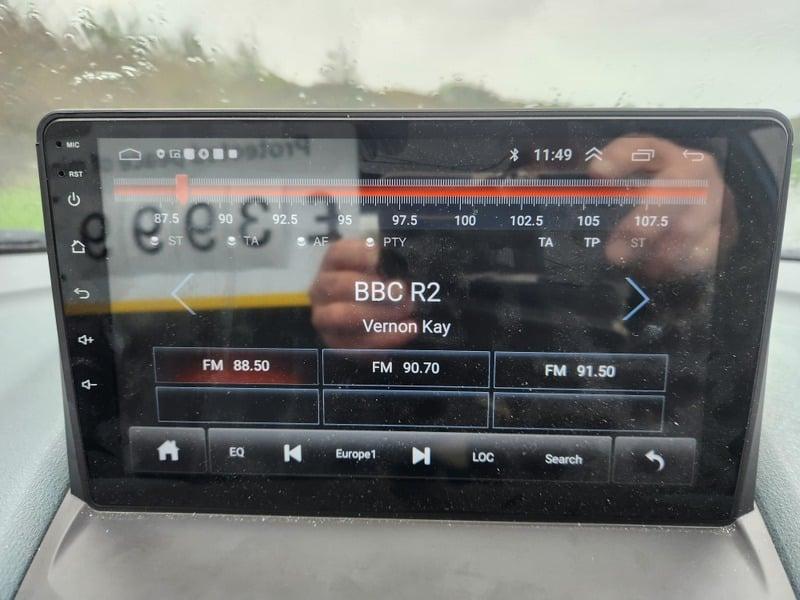 MIC
11:49
RST
87.5 90 92.5 95 97.5 100 102.5 105 107.5
ST TA AF PTY TA TP ST
BBC R2
Vernon Kay
FM 88.50 FM 90.70 FM 91.50
EQ Europe1 LOC Search